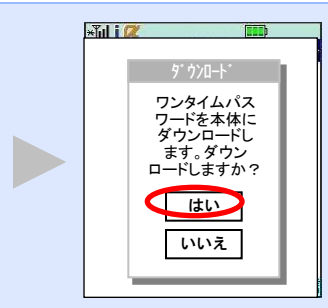 ﾀﾞｳﾝﾛｰﾄﾞ
ワンタイムパス
ワードを本体に
ダウンロードし
ます。ダウン
ロードしますか？
はい
いいえ